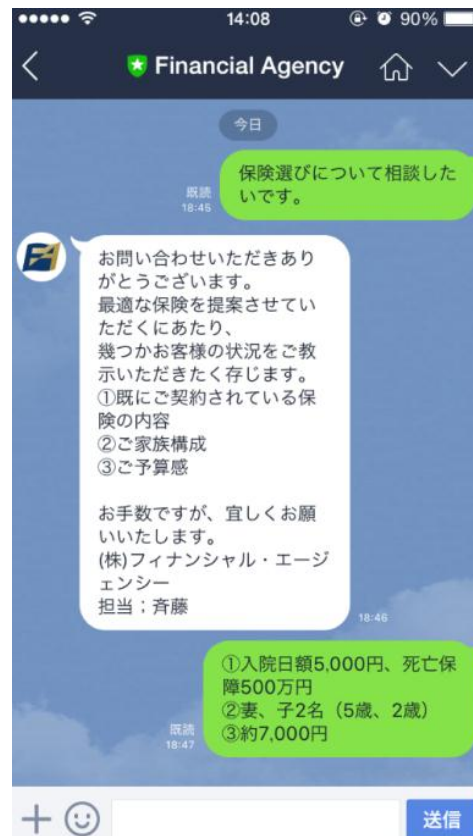 14:08
90%
Financial Agency
今日
保険選びについて相談した
いです。
既読
18:45
お問い合わせいただきあり
がとうございます。
最適な保険を提案させてい
ただくにあたり、
幾つかお客様の状況をご教
示いただきたく存じます。
①既にご契約されている保
険の内容
②ご家族構成
③ご予算感
お手数ですが、宜しくお願
いいたします。
(株)フィナンシャル・エージ
ェンシー
担当；斉藤
18:46
①入院日額5,000円、死亡保
障500万円
②妻、子2名（5歳、2歳）
③約7,000円
既読
18:47
送信